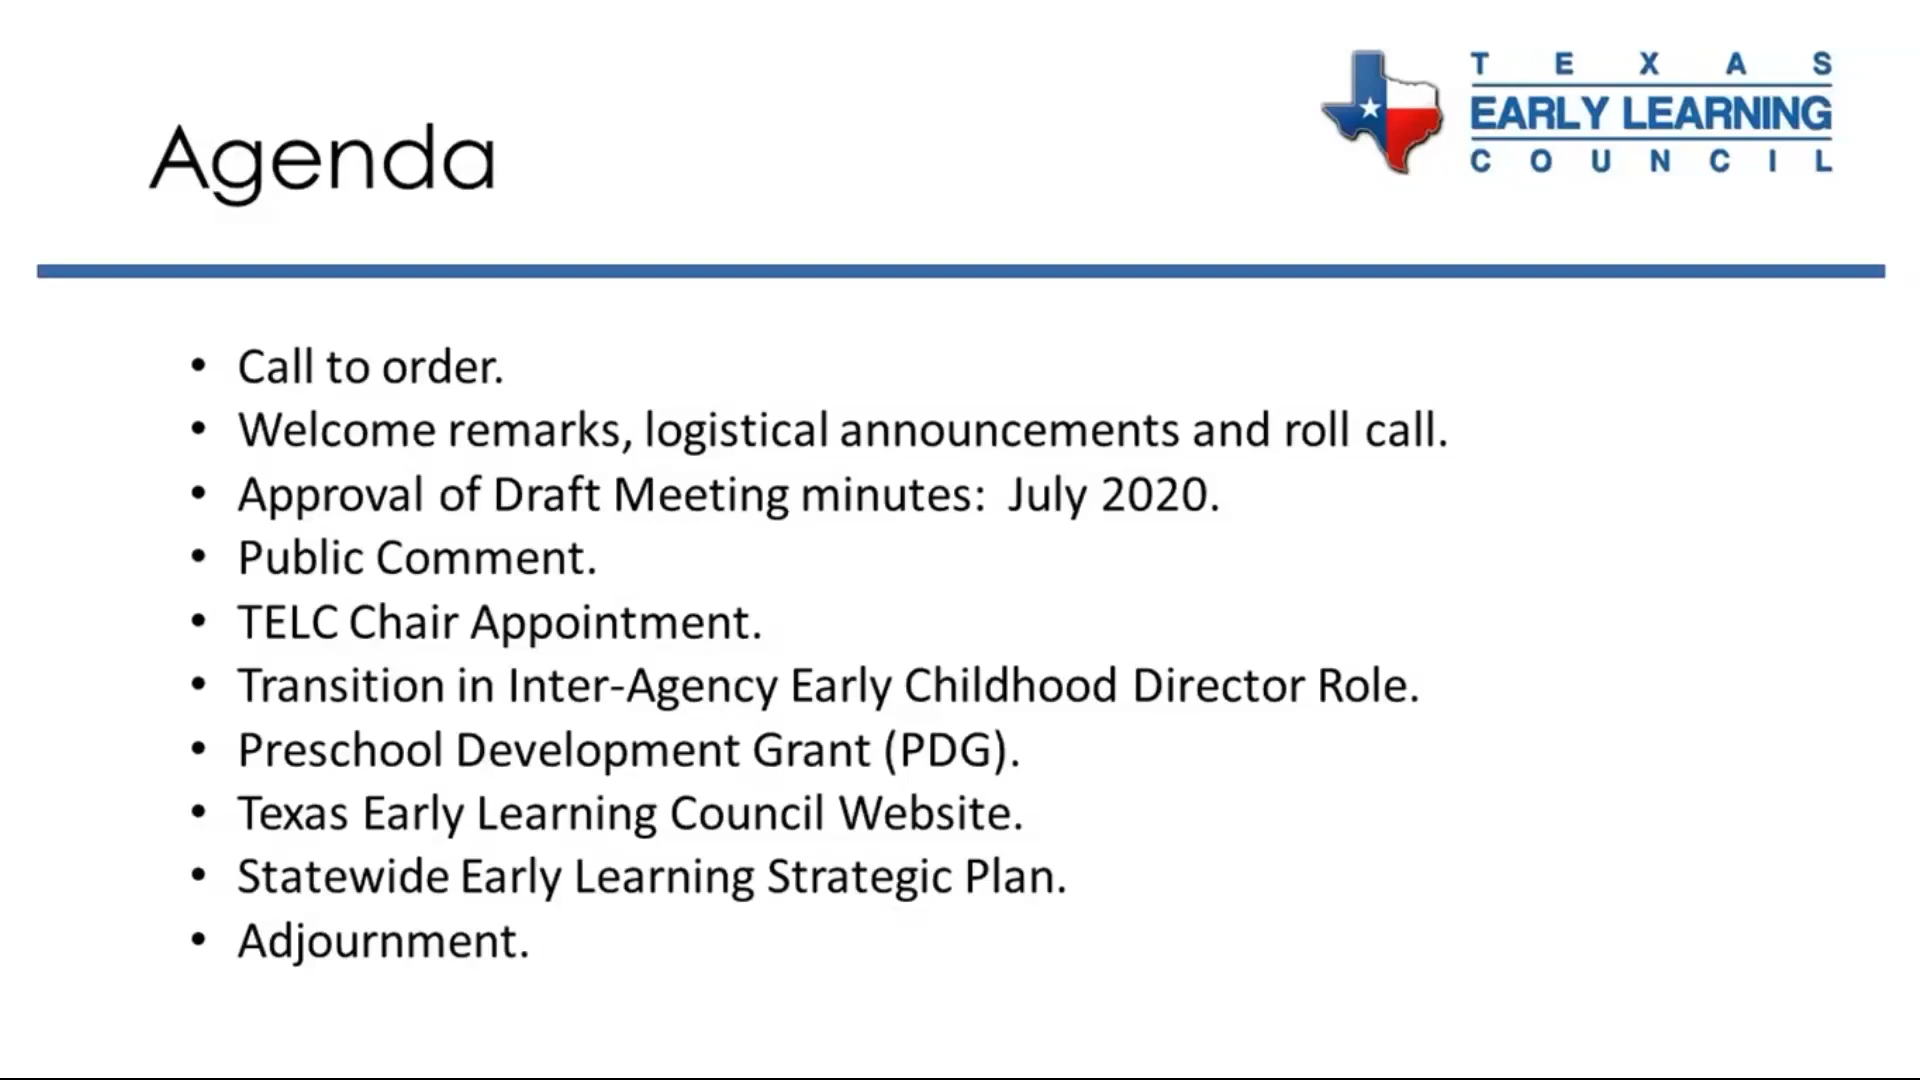 TEXAS
EARLY LEARNING
COUNCIL
Agenda
• Call to order.
• Welcome remarks, logistical announcements and roll call.
• Approval of Draft Meeting minutes:  July 2020.
• Public Comment.
• TELC Chair Appointment.
• Transition in Inter-Agency Early Childhood Director Role.
• Preschool Development Grant (PDG).
• Texas Early Learning Council Website.
• Statewide Early Learning Strategic Plan.
• Adjournment.